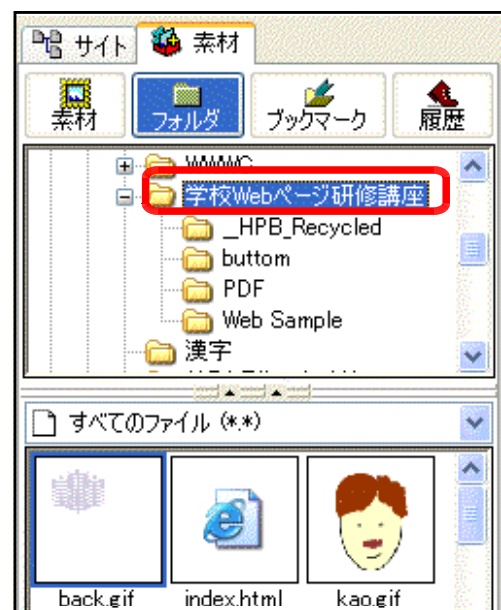 サイト 素材
素材 フォルダ ブックマーク 履歴
WWWC
学校Webページ研修講座
_HPB_Recycled
buttom
PDF
Web Sample
漢字
すべてのファイル (*.*)
back.gif index.html kao.gif